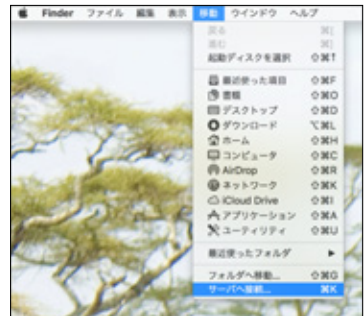 Finder ファイル 編集 表示 移動 ウインドウ ヘルプ
戻る ⌘[
進む ⌘]
起動ディスクを選択 ⇧⌘↑
最近使った項目 ⇧⌘F
書類 ⇧⌘O
デスクトップ ⇧⌘D
ダウンロード ⌥⌘L
ホーム ⇧⌘H
コンピュータ ⇧⌘C
AirDrop ⇧⌘R
ネットワーク ⇧⌘K
iCloud Drive ⇧⌘I
アプリケーション ⇧⌘A
ユーティリティ ⇧⌘U
最近使ったフォルダ ▶
フォルダへ移動... ⇧⌘G
サーバへ接続... ⌘K